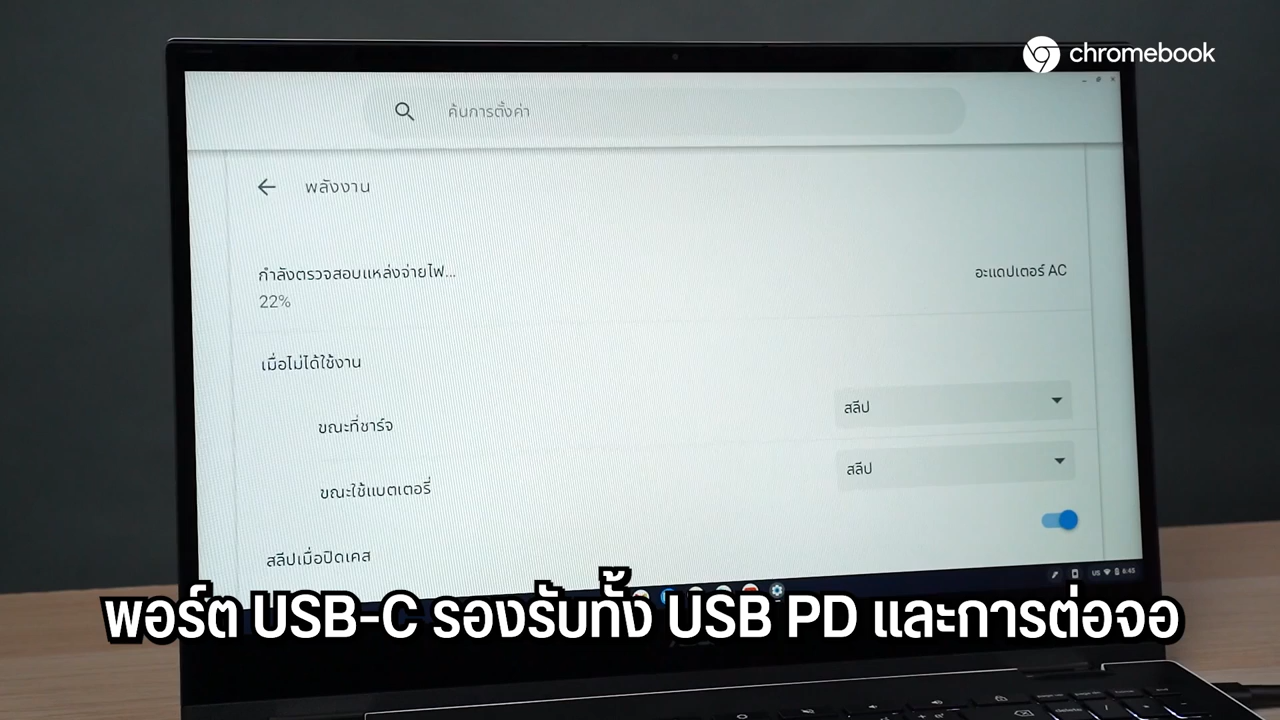 chromebook
ค้นการตั้งค่า
พลังงาน
กำลังตรวจสอบแหล่งจ่ายไฟ...
อะแดปเตอร์ AC
22%
เมื่อไม่ได้ใช้งาน
ขณะที่ชาร์จ
สลีป
ขณะใช้แบตเตอรี่
สลีป
สลีปเมื่อปิดเคส
US 8:45
พอร์ต USB-C รองรับทั้ง USB PD และการต่อจอ
delete